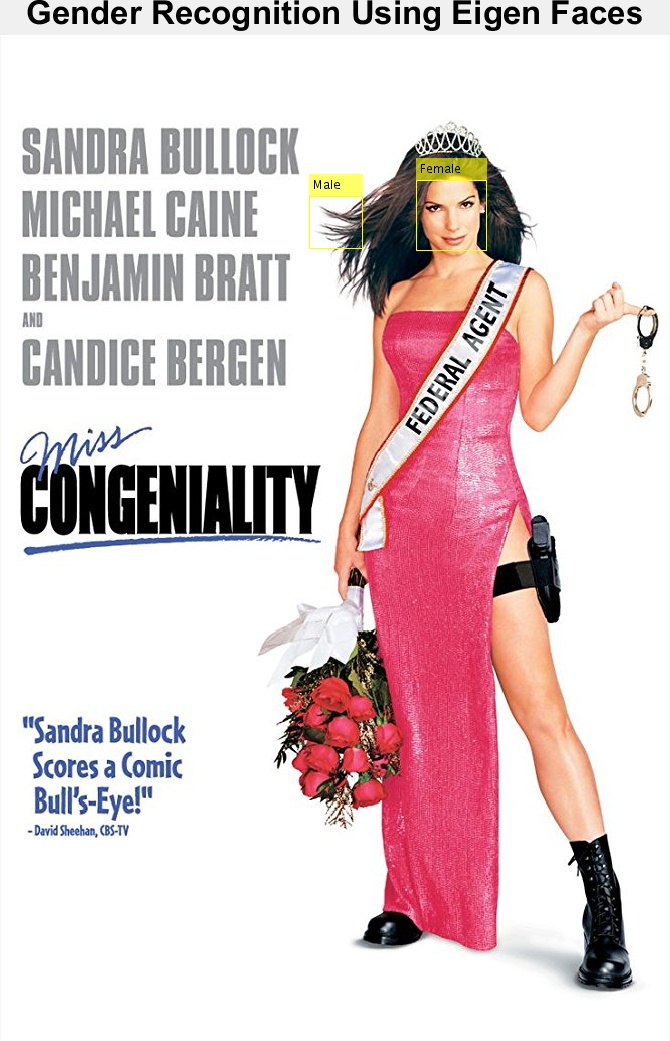 Gender Recognition Using Eigen Faces
SANDRA BULLOCK
MICHAEL CAINE
BENJAMIN BRATT
AND
CANDICE BERGEN
Male
Female
FEDERAL AGENT
Miss
CONGENIALITY
"Sandra Bullock
Scores a Comic
Bull's-Eye!"
- David Sheehan, CBS-TV